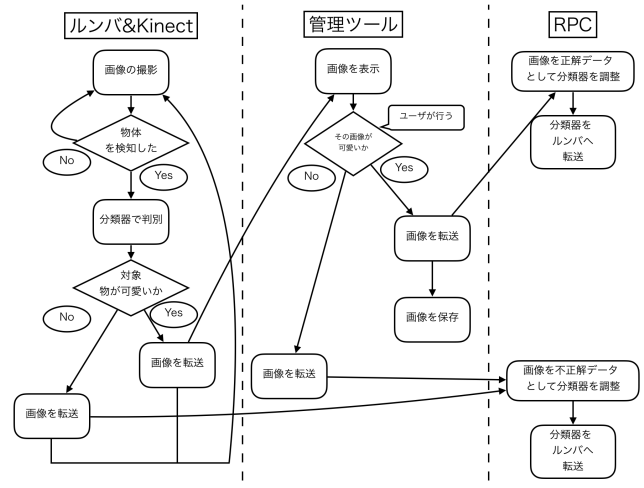 ルンバ&Kinect
画像の撮影
物体
を検知した
No
Yes
分類器で判別
対象
物が可愛いか
No
Yes
画像を転送
画像を転送
管理ツール
画像を表示
ユーザが行う
その画像が
可愛いか
No
Yes
画像を転送
画像を保存
画像を転送
RPC
画像を正解データ
として分類器を調整
分類器を
ルンバへ
転送
画像を不正解データ
として分類器を調整
分類器を
ルンバへ
転送